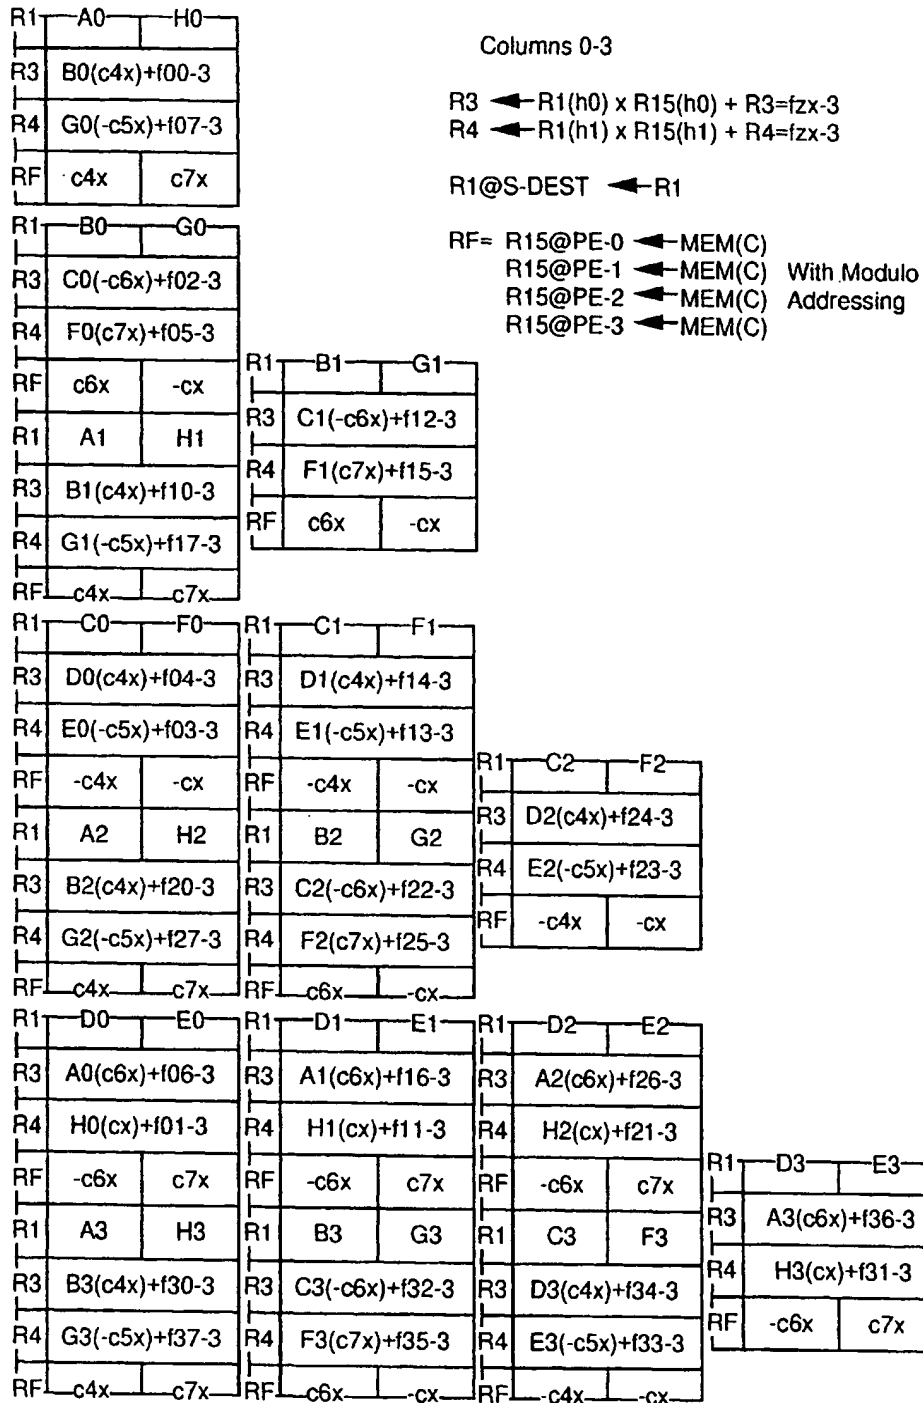 Columns 0-3
R3 ← R1(h0) x R15(h0) + R3=fzx-3
R4 ← R1(h1) x R15(h1) + R4=fzx-3
R1@S-DEST ← R1
RF= R15@PE-0 ← MEM(C)
R15@PE-1 ← MEM(C) With Modulo
R15@PE-2 ← MEM(C) Addressing
R15@PE-3 ← MEM(C)
R1 A0 H0
R3 B0(c4x)+f00-3
R4 G0(-c5x)+f07-3
RF c4x c7x
R1 B0 G0
R3 C0(-c6x)+f02-3
R4 F0(c7x)+f05-3
RF c6x -cx
R1 A1 H1
R3 B1(c4x)+f10-3
R4 G1(-c5x)+f17-3
RF c4x c7x
R1 B1 G1
R3 C1(-c6x)+f12-3
R4 F1(c7x)+f15-3
RF c6x -cx
R1 C0 F0
R3 D0(c4x)+f04-3
R4 E0(-c5x)+f03-3
RF -c4x -cx
R1 A2 H2
R3 B2(c4x)+f20-3
R4 G2(-c5x)+f27-3
RF c4x c7x
R1 C1 F1
R3 D1(c4x)+f14-3
R4 E1(-c5x)+f13-3
RF -c4x -cx
R1 B2 G2
R3 C2(-c6x)+f22-3
R4 F2(c7x)+f25-3
RF c6x -cx
R1 C2 F2
R3 D2(c4x)+f24-3
R4 E2(-c5x)+f23-3
RF -c4x -cx
R1 D0 E0
R3 A0(c6x)+f06-3
R4 H0(cx)+f01-3
RF -c6x c7x
R1 A3 H3
R3 B3(c4x)+f30-3
R4 G3(-c5x)+f37-3
RF c4x c7x
R1 D1 E1
R3 A1(c6x)+f16-3
R4 H1(cx)+f11-3
RF -c6x c7x
R1 B3 G3
R3 C3(-c6x)+f32-3
R4 F3(c7x)+f35-3
RF c6x -cx
R1 D2 E2
R3 A2(c6x)+f26-3
R4 H2(cx)+f21-3
RF -c6x c7x
R1 C3 F3
R3 D3(c4x)+f34-3
R4 E3(-c5x)+f33-3
RF -c4x -cx
R1 D3 E3
R3 A3(c6x)+f36-3
R4 H3(cx)+f31-3
RF -c6x c7x